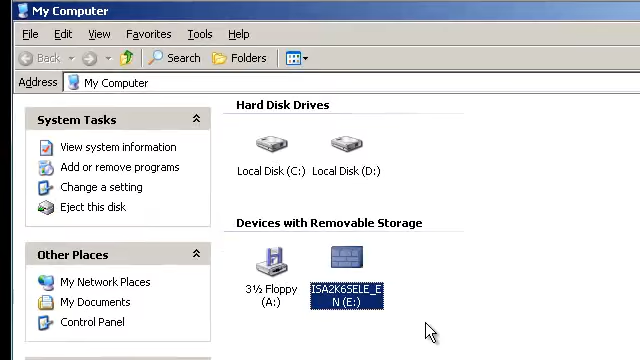 My Computer
File Edit View Favorites Tools Help
Back Search Folders
Address My Computer
System Tasks
View system information
Add or remove programs
Change a setting
Eject this disk
Other Places
My Network Places
My Documents
Control Panel
Hard Disk Drives
Local Disk (C:) Local Disk (D:)
Devices with Removable Storage
3½ Floppy
(A:)
ISA2K6SELE_E
N (E:)